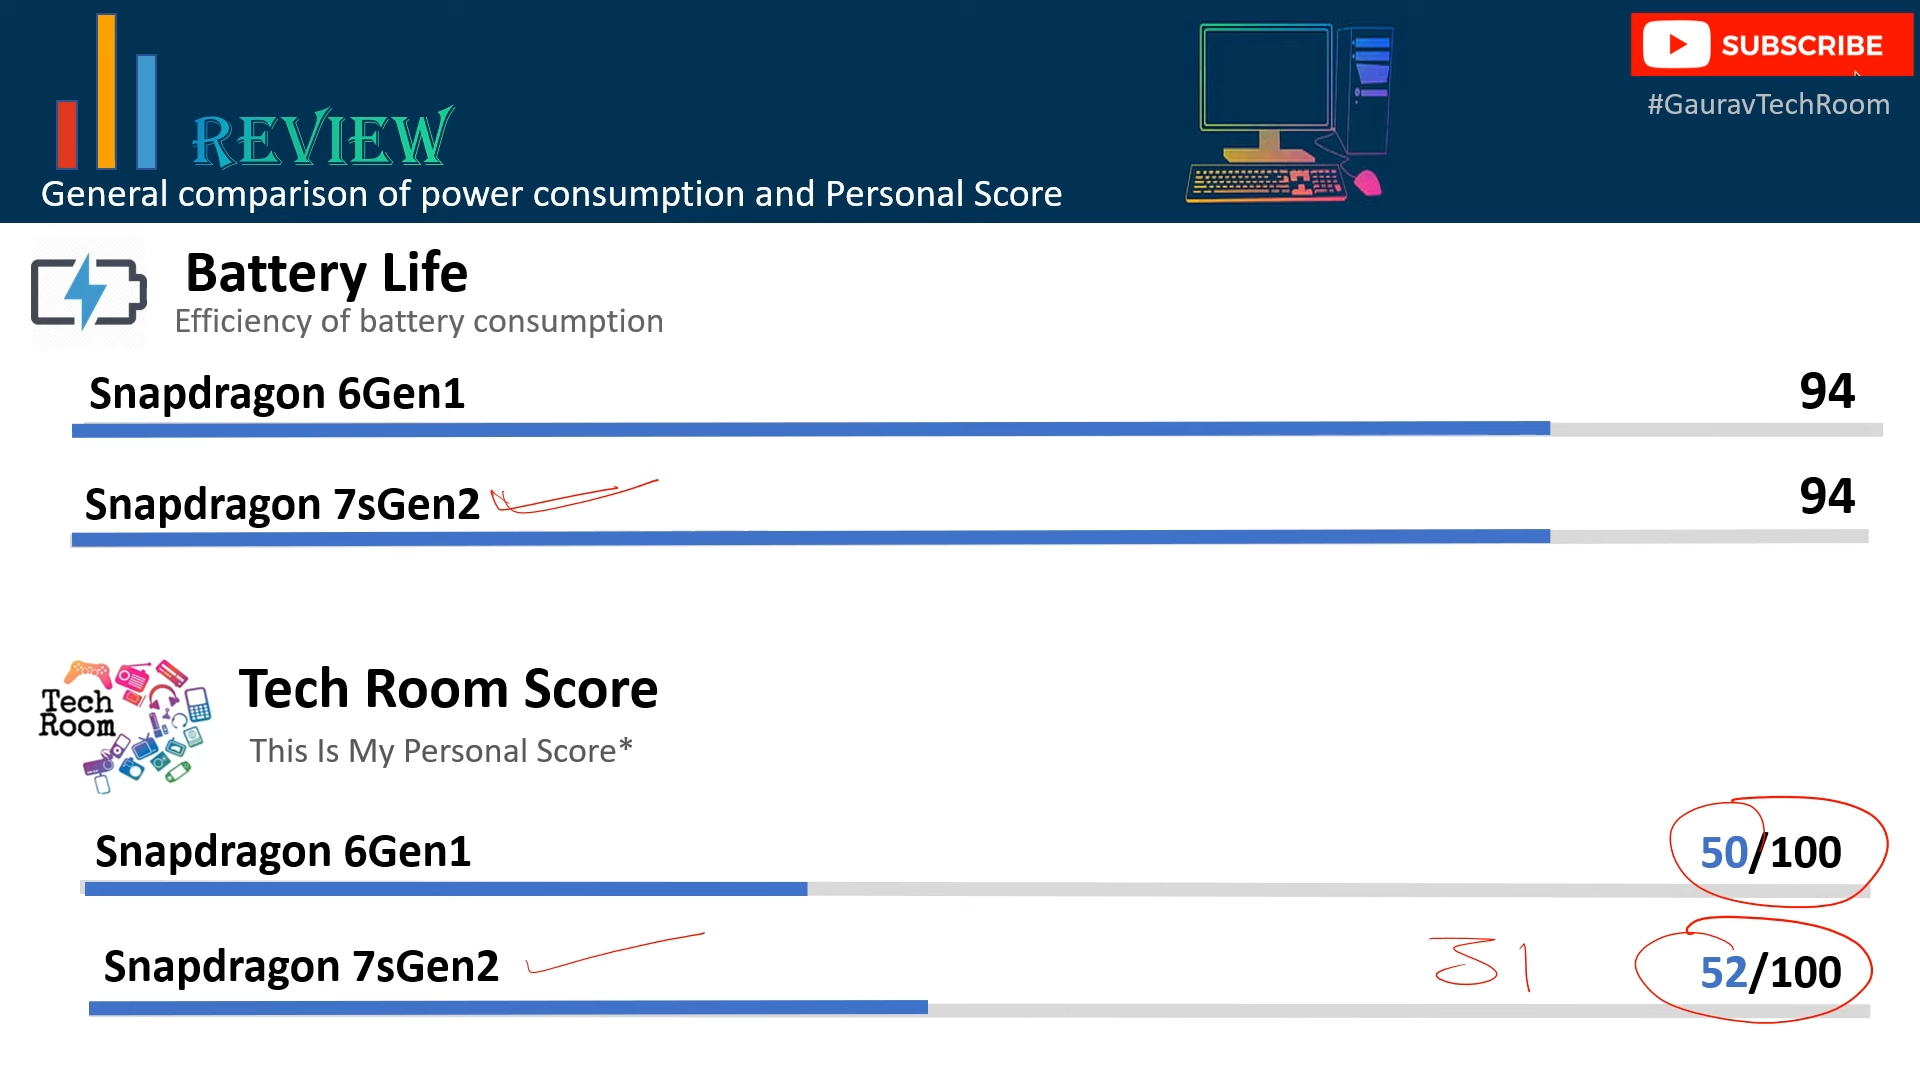 SUBSCRIBE
#GauravTechRoom
REVIEW
General comparison of power consumption and Personal Score
Battery Life
Efficiency of battery consumption
Snapdragon 6Gen1 94
Snapdragon 7sGen2 94
Tech Room
Tech Room Score
This Is My Personal Score*
Snapdragon 6Gen1 50/100
Snapdragon 7sGen2 31 52/100